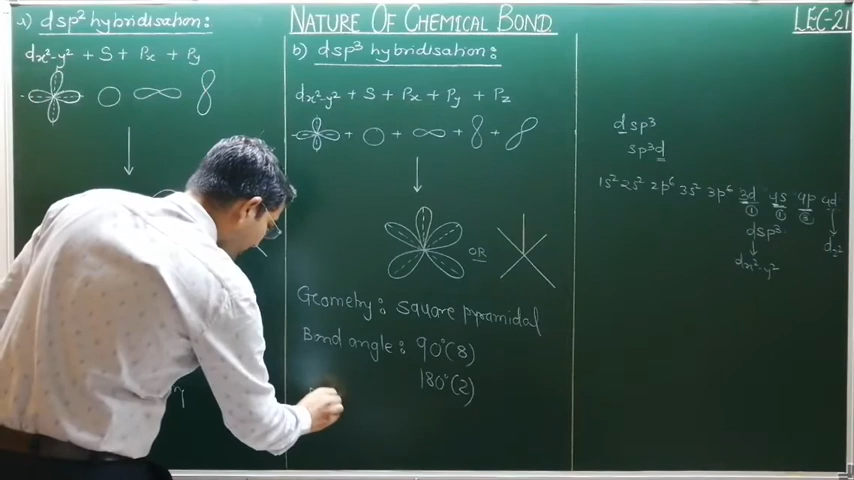 NATURE OF CHEMICAL BOND
LEC-21
a) dsp² hybridisation:
dx²-y² + S + Px + Py
b) dsp³ hybridisation:
dx²-y² + S + Px + Py + Pz
+ + + +
OR
Geometry: square pyramidal
Bond angle: 90°(8)
180°(2)
dsp³
sp³d
1s² 2s² 2p⁶ 3s² 3p⁶ 3d 4s 4p 4d
① ① ③
dsp³
dz²
dx²-y²